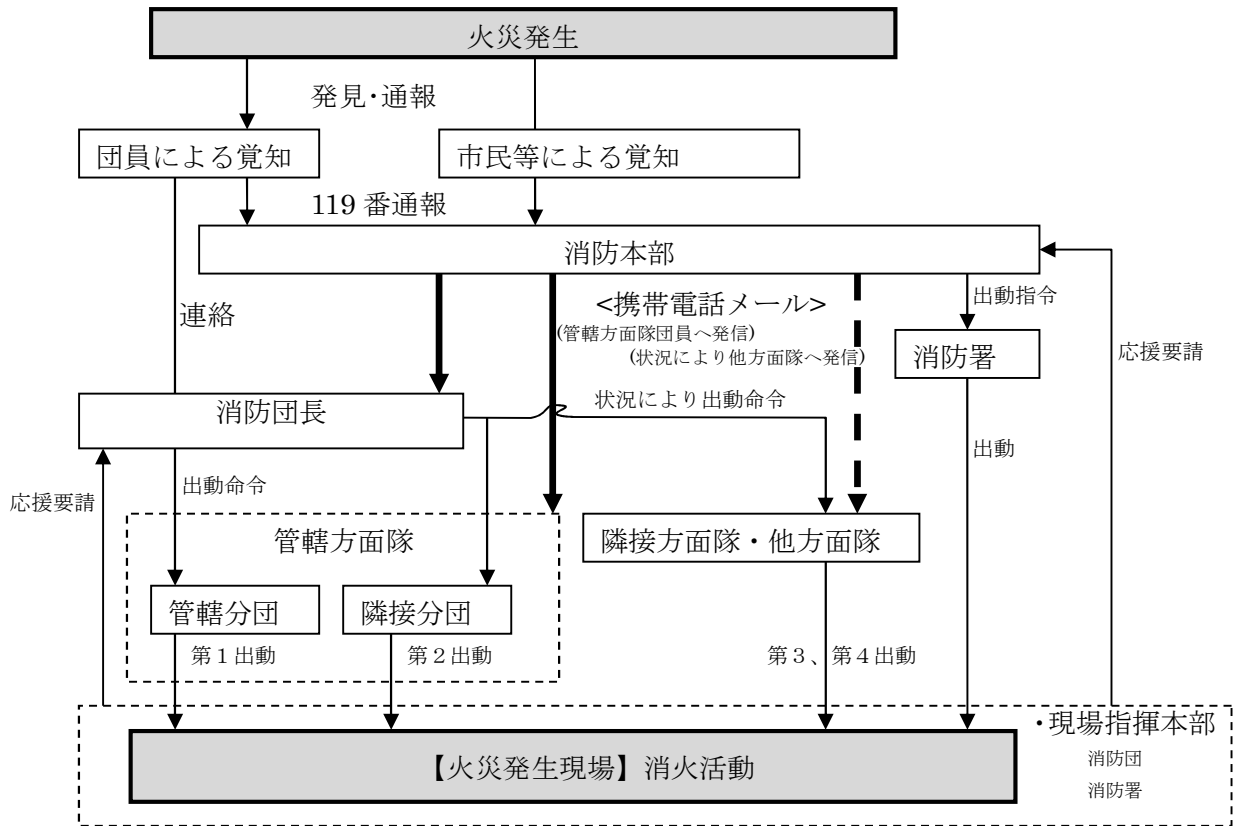 火災発生
発見・通報
団員による覚知
市民等による覚知
119 番通報
消防本部
<携帯電話メール>
出動指令
連絡
(管轄方面隊団員へ発信)
(状況により他方面隊へ発信)
消防署
応援要請
消防団長
状況により出動命令
出動
応援要請
出動命令
管轄方面隊
隣接方面隊・他方面隊
管轄分団
隣接分団
第１出動
第２出動
第３、第４出動
・現場指揮本部
消防団
消防署
【火災発生現場】消火活動